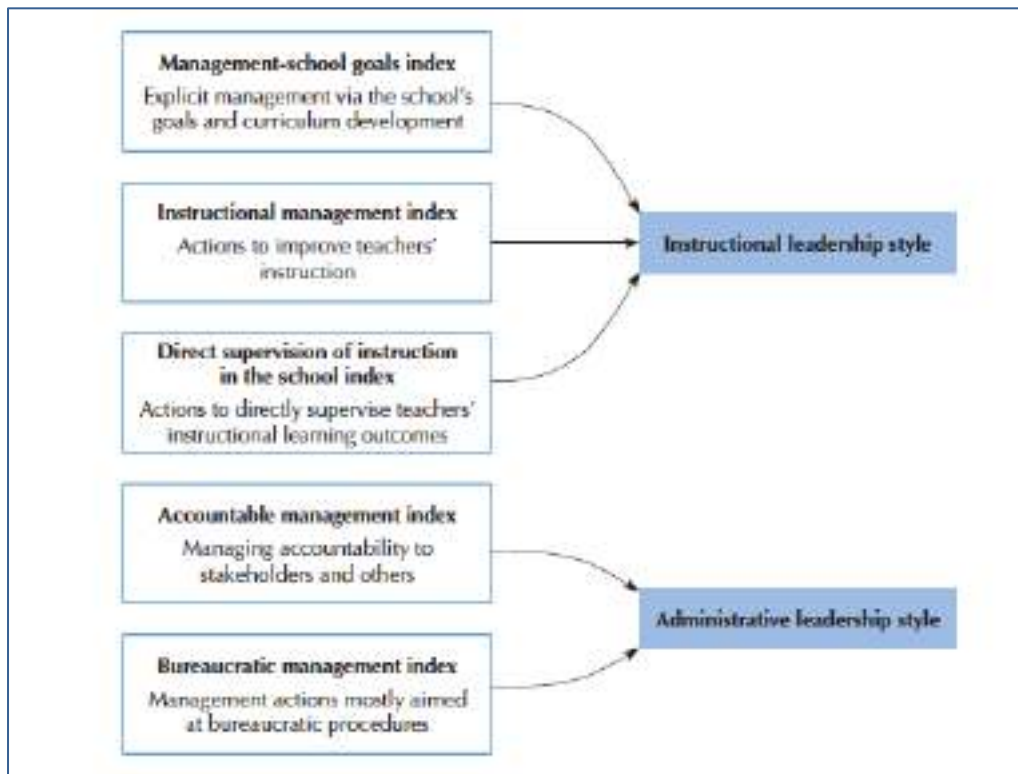 Management-school goals index
Explicit management via the school's
goals and curriculum development
Instructional management index
Actions to improve teachers'
instruction
Instructional leadership style
Direct supervision of instruction
in the school index
Actions to directly supervise teachers'
instructional learning outcomes
Accountable management index
Managing accountability to
stakeholders and others
Administrative leadership style
Bureaucratic management index
Management actions mostly aimed
at bureaucratic procedures